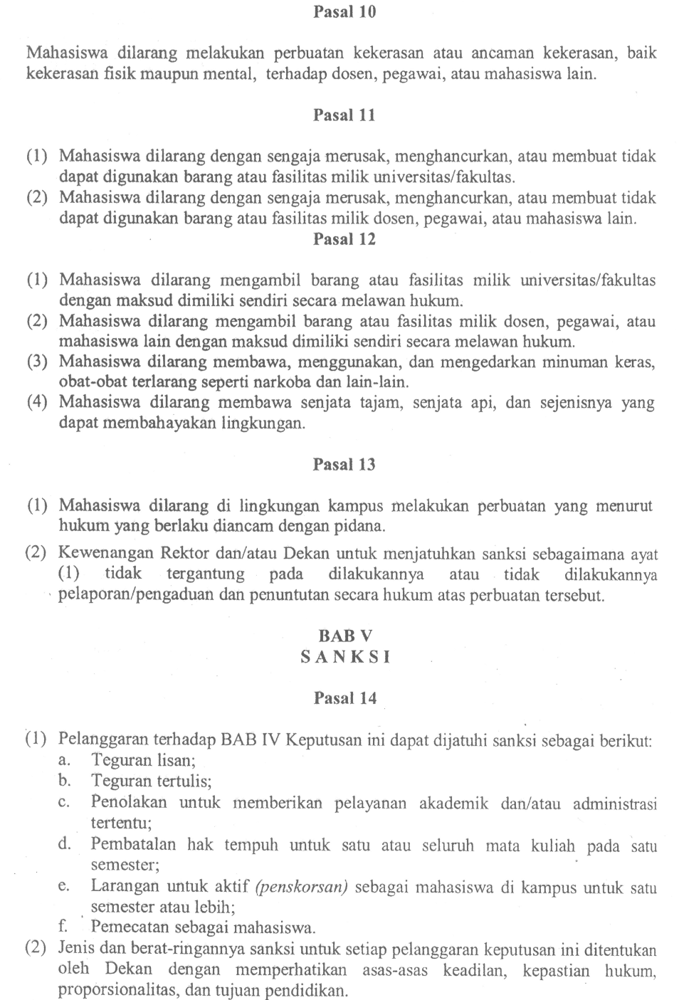 Pasal 10
Mahasiswa dilarang melakukan perbuatan kekerasan atau ancaman kekerasan, baik
kekerasan fisik maupun mental, terhadap dosen, pegawai, atau mahasiswa lain.
Pasal 11
(1) Mahasiswa dilarang dengan sengaja merusak, menghancurkan, atau membuat tidak
dapat digunakan barang atau fasilitas milik universitas/fakultas.
(2) Mahasiswa dilarang dengan sengaja merusak, menghancurkan, atau membuat tidak
dapat digunakan barang atau fasilitas milik dosen, pegawai, atau mahasiswa lain.
Pasal 12
(1) Mahasiswa dilarang mengambil barang atau fasilitas milik universitas/fakultas
dengan maksud dimiliki sendiri secara melawan hukum.
(2) Mahasiswa dilarang mengambil barang atau fasilitas milik dosen, pegawai, atau
mahasiswa lain dengan maksud dimiliki sendiri secara melawan hukum.
(3) Mahasiswa dilarang membawa, menggunakan, dan mengedarkan minuman keras,
obat-obat terlarang seperti narkoba dan lain-lain.
(4) Mahasiswa dilarang membawa senjata tajam, senjata api, dan sejenisnya yang
dapat membahayakan lingkungan.
Pasal 13
(1) Mahasiswa dilarang di lingkungan kampus melakukan perbuatan yang menurut
hukum yang berlaku diancam dengan pidana.
(2) Kewenangan Rektor dan/atau Dekan untuk menjatuhkan sanksi sebagaimana ayat
(1) tidak tergantung pada dilakukannya atau tidak dilakukannya
pelaporan/pengaduan dan penuntutan secara hukum atas perbuatan tersebut.
BAB V
S A N K S I
Pasal 14
(1) Pelanggaran terhadap BAB IV Keputusan ini dapat dijatuhi sanksi sebagai berikut:
a. Teguran lisan;
b. Teguran tertulis;
c. Penolakan untuk memberikan pelayanan akademik dan/atau administrasi
tertentu;
d. Pembatalan hak tempuh untuk satu atau seluruh mata kuliah pada satu
semester;
e. Larangan untuk aktif (penskorsan) sebagai mahasiswa di kampus untuk satu
semester atau lebih;
f. Pemecatan sebagai mahasiswa.
(2) Jenis dan berat-ringannya sanksi untuk setiap pelanggaran keputusan ini ditentukan
oleh Dekan dengan memperhatikan asas-asas keadilan, kepastian hukum,
proporsionalitas, dan tujuan pendidikan.